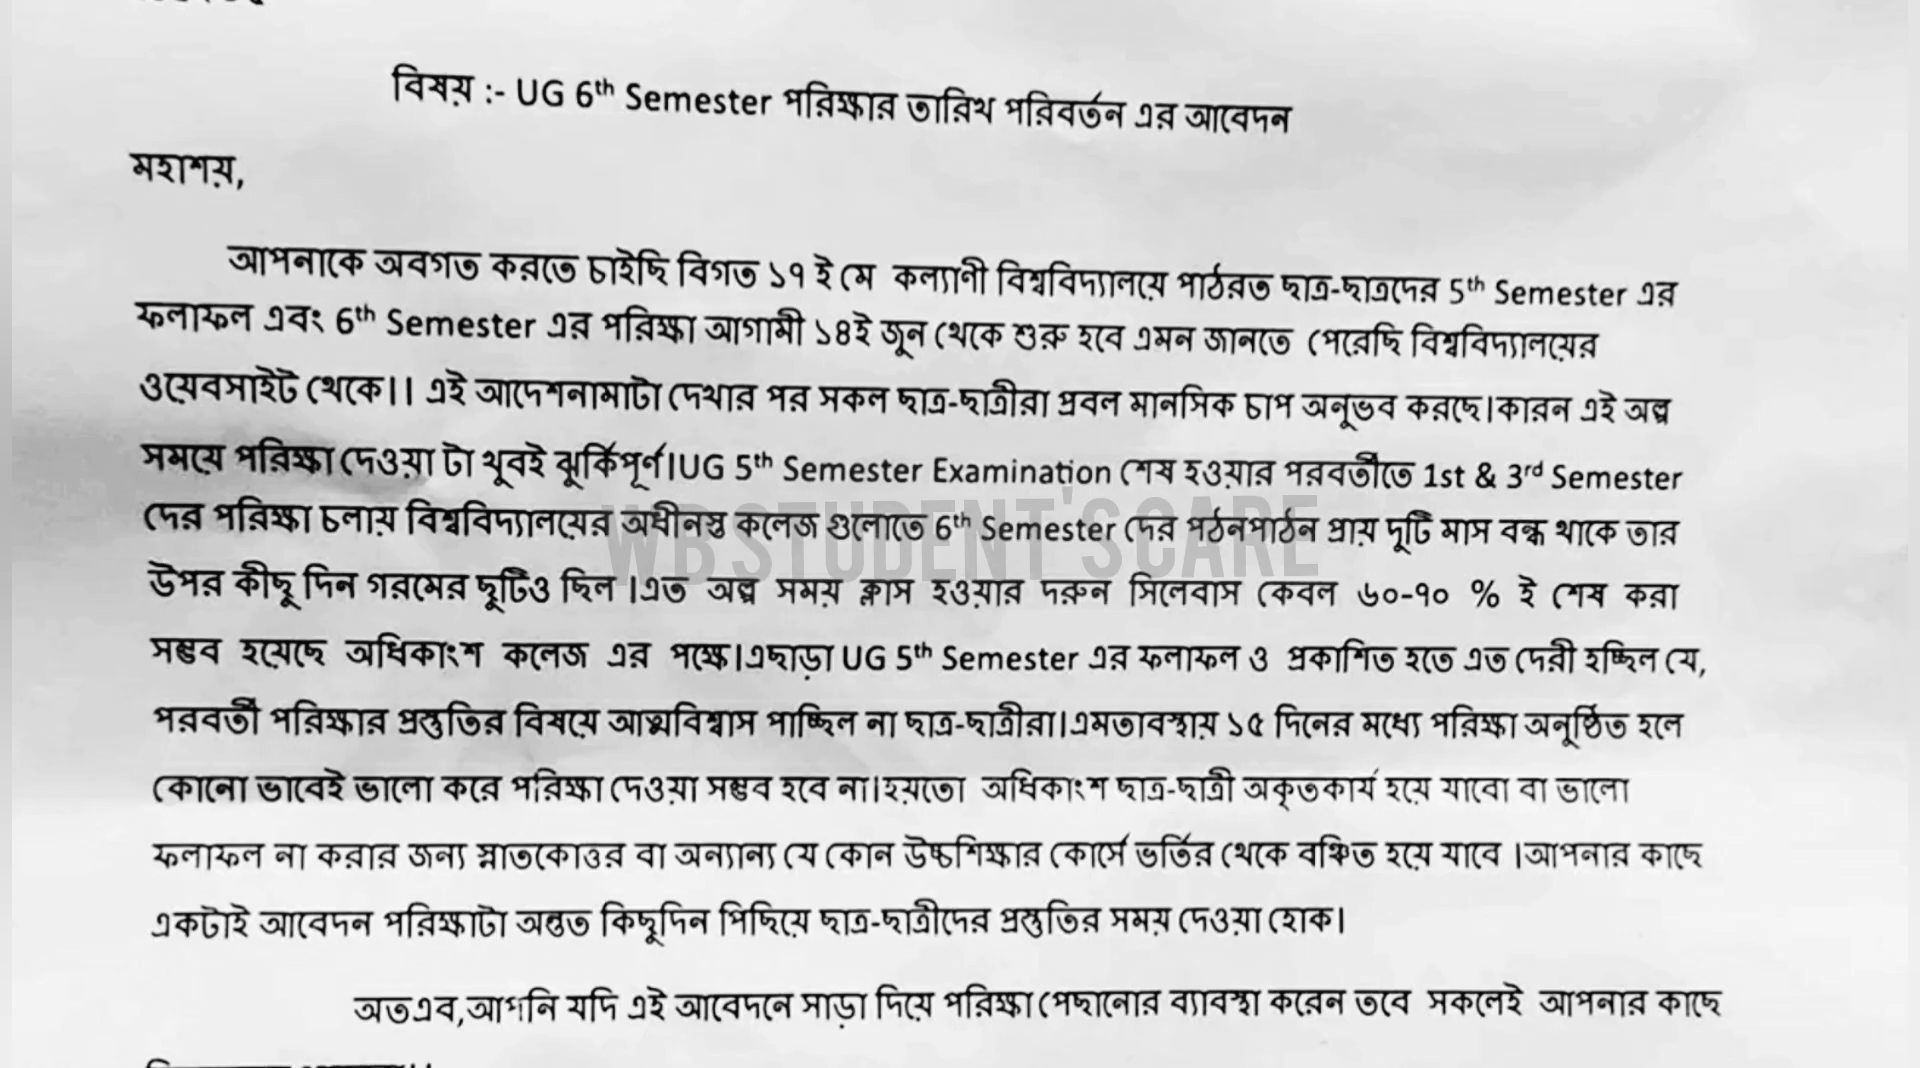 বিষয় :- UG 6th Semester পরিক্ষার তারিখ পরিবর্তন এর আবেদন
মহাশয়,
আপনাকে অবগত করতে চাইছি বিগত ১৭ ই মে কল্যাণী বিশ্ববিদ্যালয়ে পাঠরত ছাত্র-ছাত্রদের 5th Semester এর
ফলাফল এবং 6th Semester এর পরিক্ষা আগামী ১৪ই জুন থেকে শুরু হবে এমন জানতে পেরেছি বিশ্ববিদ্যালয়ের
ওয়েবসাইট থেকে।। এই আদেশনামাটা দেখার পর সকল ছাত্র-ছাত্রীরা প্রবল মানসিক চাপ অনুভব করছে।কারন এই অল্প
সময়ে পরিক্ষা দেওয়া টা খুবই ঝুর্কিপূর্ণ।UG 5th Semester Examination শেষ হওয়ার পরবর্তীতে 1st & 3rd Semester
দের পরিক্ষা চলায় বিশ্ববিদ্যালয়ের অধীনস্ত কলেজ গুলোতে 6th Semester দের পঠনপাঠন প্রায় দুটি মাস বন্ধ থাকে তার
WB STUDENT'S CARE
উপর কীছু দিন গরমের ছুটিও ছিল ।এত অল্প সময় ক্লাস হওয়ার দরুন সিলেবাস কেবল ৬০-৭০ % ই শেষ করা
সম্ভব হয়েছে অধিকাংশ কলেজ এর পক্ষে।এছাড়া UG 5th Semester এর ফলাফল ও প্রকাশিত হতে এত দেরী হচ্ছিল যে,
পরবর্তী পরিক্ষার প্রস্তুতির বিষয়ে আত্মবিশ্বাস পাচ্ছিল না ছাত্র-ছাত্রীরা।এমতাবস্থায় ১৫ দিনের মধ্যে পরিক্ষা অনুষ্ঠিত হলে
কোনো ভাবেই ভালো করে পরিক্ষা দেওয়া সম্ভব হবে না।হয়তো অধিকাংশ ছাত্র-ছাত্রী অকৃতকার্য হয়ে যাবো বা ভালো
ফলাফল না করার জন্য স্নাতকোত্তর বা অন্যান্য যে কোন উচ্চশিক্ষার কোর্সে ভর্তির থেকে বঞ্চিত হয়ে যাবে ।আপনার কাছে
একটাই আবেদন পরিক্ষাটা অন্তত কিছুদিন পিছিয়ে ছাত্র-ছাত্রীদের প্রস্তুতির সময় দেওয়া হোক।
অতএব,আপনি যদি এই আবেদনে সাড়া দিয়ে পরিক্ষা পেছানোর ব্যাবস্থা করেন তবে সকলেই আপনার কাছে